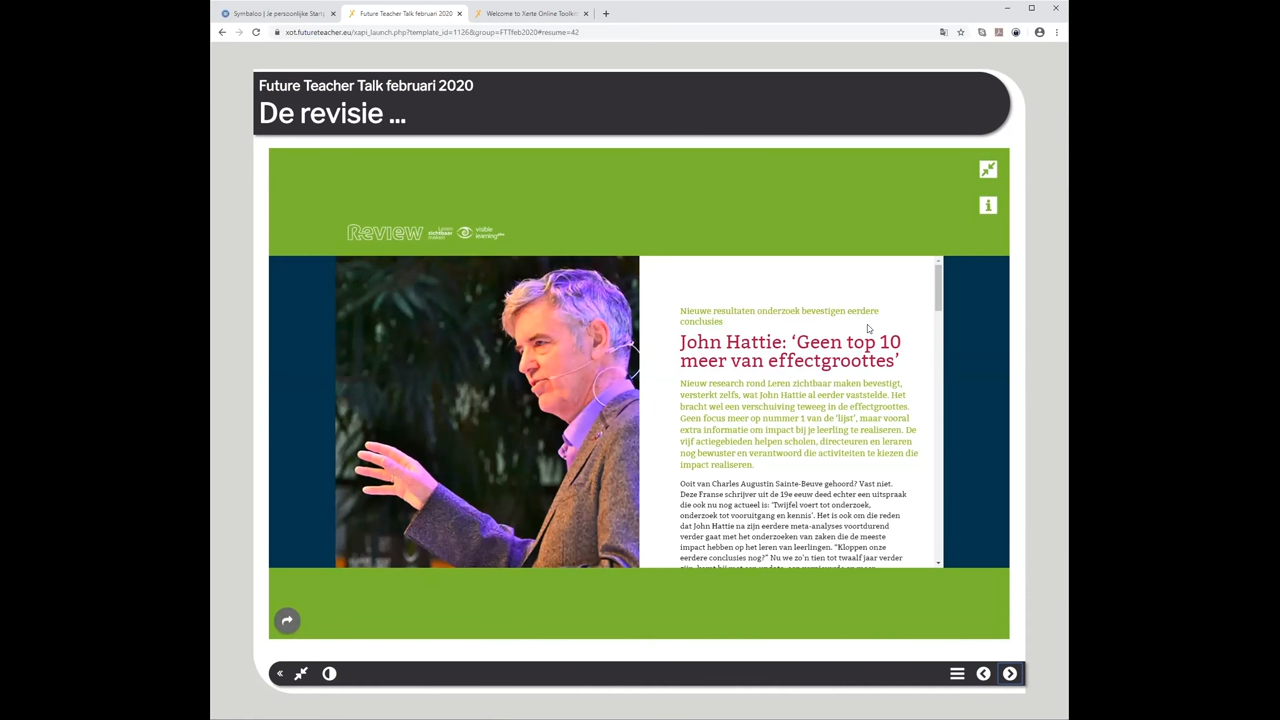 Symbaloo | Je persoonlijke Start
Future Teacher Talk februari 2020
Welcome to Xerte Online Toolki
xot.futureteacher.eu/xapi_launch.php?template_id=1126&group=FTTfeb2020#resume=42
Future Teacher Talk februari 2020
De revisie ...
Review
Leren
zichtbaar
maken
visible
learning
Nieuwe resultaten onderzoek bevestigen eerdere
conclusies
John Hattie: ‘Geen top 10
meer van effectgroottes’
Nieuw research rond Leren zichtbaar maken bevestigt,
versterkt zelfs, wat John Hattie al eerder vaststelde. Het
bracht wel een verschuiving teweeg in de effectgroottes.
Geen focus meer op nummer 1 van de ‘lijst’, maar vooral
extra informatie om impact bij je leerling te realiseren. De
vijf actiegebieden helpen scholen, directeuren en leraren
nog bewuster en verantwoord die activiteiten te kiezen die
impact realiseren.
Ooit van Charles Augustin Sainte-Beuve gehoord? Vast niet.
Deze Franse schrijver uit de 19e eeuw deed echter een uitspraak
die ook nu nog actueel is: ‘Twijfel voert tot onderzoek,
onderzoek tot vooruitgang en kennis’. Het is ook om die reden
dat John Hattie na zijn eerdere meta-analyses voortdurend
verder gaat met het onderzoeken van zaken die de meeste
impact hebben op het leren van leerlingen. “Kloppen onze
eerdere conclusies nog?” Nu we zo’n tien tot twaalf jaar verder